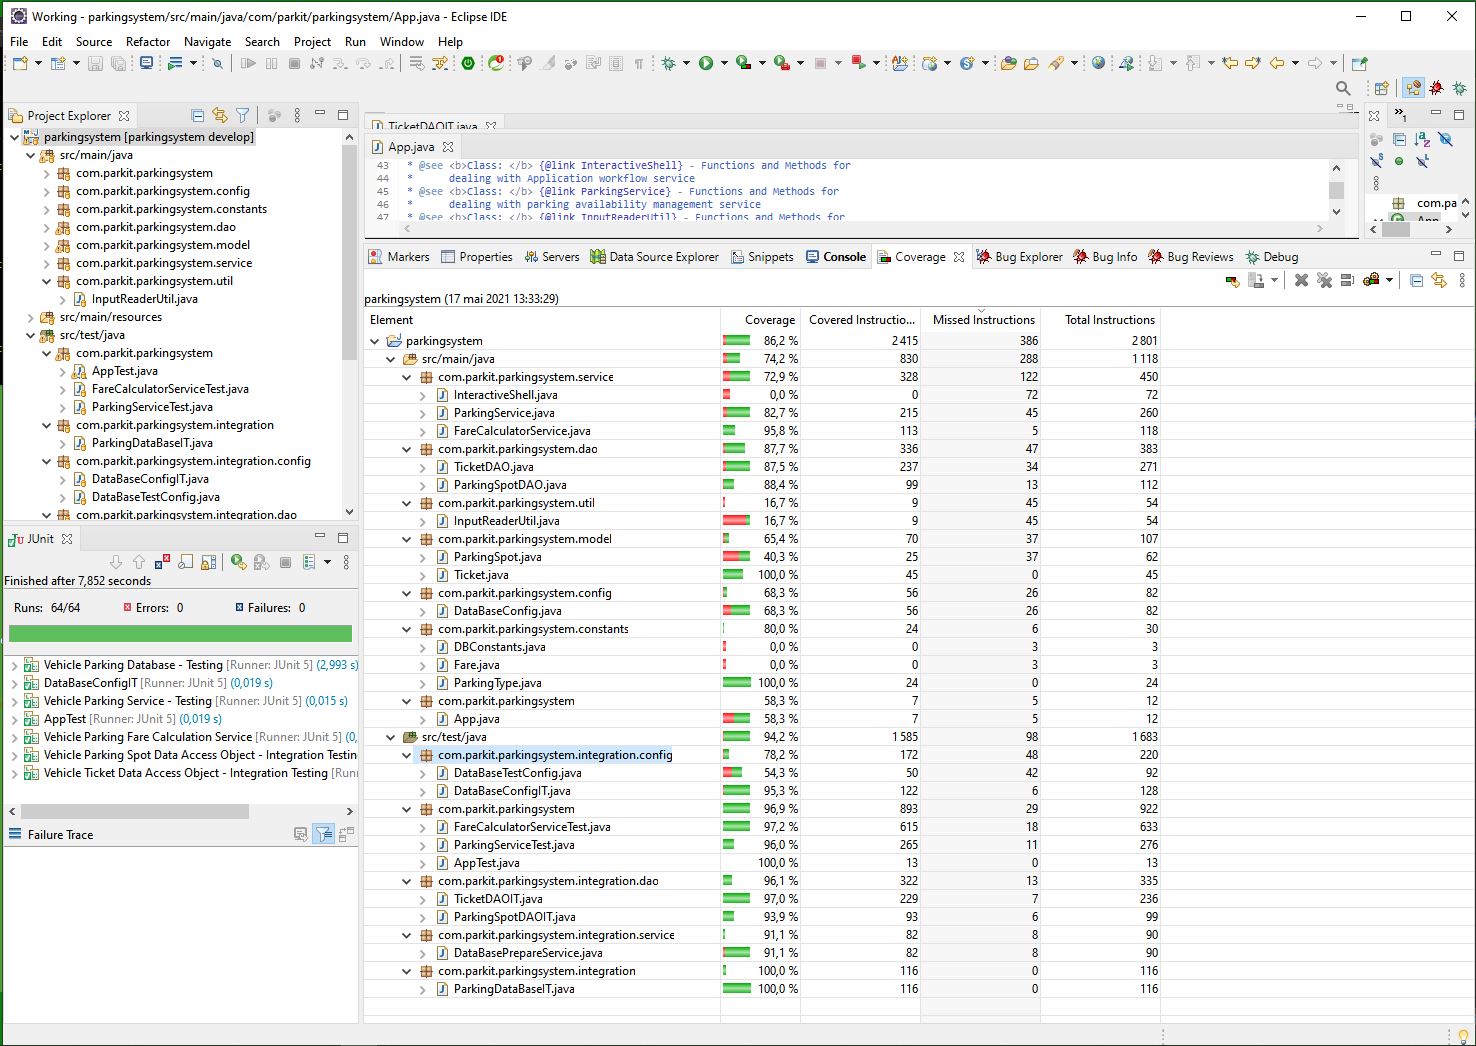 Working - parkingsystem/src/main/java/com/parkit/parkingsystem/App.java - Eclipse IDE
File Edit Source Refactor Navigate Search Project Run Window Help
Project Explorer
parkingsystem [parkingsystem develop]
src/main/java
com.parkit.parkingsystem
com.parkit.parkingsystem.config
com.parkit.parkingsystem.constants
com.parkit.parkingsystem.dao
com.parkit.parkingsystem.model
com.parkit.parkingsystem.service
com.parkit.parkingsystem.util
InputReaderUtil.java
src/main/resources
src/test/java
com.parkit.parkingsystem
AppTest.java
FareCalculatorServiceTest.java
ParkingServiceTest.java
com.parkit.parkingsystem.integration
ParkingDataBaseIT.java
com.parkit.parkingsystem.integration.config
DataBaseConfigIT.java
DataBaseTestConfig.java
com.parkit.parkingsystem.integration.dao
JUnit
Finished after 7,852 seconds
Runs: 64/64 Errors: 0 Failures: 0
Vehicle Parking Database - Testing [Runner: JUnit 5] (2,993 s)
DataBaseConfigIT [Runner: JUnit 5] (0,019 s)
Vehicle Parking Service - Testing [Runner: JUnit 5] (0,015 s)
AppTest [Runner: JUnit 5] (0,019 s)
Vehicle Parking Fare Calculation Service [Runner: JUnit 5] (0,
Vehicle Parking Spot Data Access Object - Integration Testin
Vehicle Ticket Data Access Object - Integration Testing [Run
Failure Trace
TicketDAOIT.java
App.java
43 * @see <b>Class: </b> {@link InteractiveShell} - Functions and Methods for
44 * dealing with Application workflow service
45 * @see <b>Class: </b> {@link ParkingService} - Functions and Methods for
46 * dealing with parking availability management service
47 * @see <b>Class: </b> {@link InputReaderUtil} - Functions and Methods for
com.pa
App
Markers Properties Servers Data Source Explorer Snippets Console Coverage Bug Explorer Bug Info Bug Reviews Debug
parkingsystem (17 mai 2021 13:33:29)
Element Coverage Covered Instructio... Missed Instructions Total Instructions
parkingsystem 86,2 % 2 415 386 2 801
src/main/java 74,2 % 830 288 1 118
com.parkit.parkingsystem.service 72,9 % 328 122 450
InteractiveShell.java 0,0 % 0 72 72
ParkingService.java 82,7 % 215 45 260
FareCalculatorService.java 95,8 % 113 5 118
com.parkit.parkingsystem.dao 87,7 % 336 47 383
TicketDAO.java 87,5 % 237 34 271
ParkingSpotDAO.java 88,4 % 99 13 112
com.parkit.parkingsystem.util 16,7 % 9 45 54
InputReaderUtil.java 16,7 % 9 45 54
com.parkit.parkingsystem.model 65,4 % 70 37 107
ParkingSpot.java 40,3 % 25 37 62
Ticket.java 100,0 % 45 0 45
com.parkit.parkingsystem.config 68,3 % 56 26 82
DataBaseConfig.java 68,3 % 56 26 82
com.parkit.parkingsystem.constants 80,0 % 24 6 30
DBConstants.java 0,0 % 0 3 3
Fare.java 0,0 % 0 3 3
ParkingType.java 100,0 % 24 0 24
com.parkit.parkingsystem 58,3 % 7 5 12
App.java 58,3 % 7 5 12
src/test/java 94,2 % 1 585 98 1 683
com.parkit.parkingsystem.integration.config 78,2 % 172 48 220
DataBaseTestConfig.java 54,3 % 50 42 92
DataBaseConfigIT.java 95,3 % 122 6 128
com.parkit.parkingsystem 96,9 % 893 29 922
FareCalculatorServiceTest.java 97,2 % 615 18 633
ParkingServiceTest.java 96,0 % 265 11 276
AppTest.java 100,0 % 13 0 13
com.parkit.parkingsystem.integration.dao 96,1 % 322 13 335
TicketDAOIT.java 97,0 % 229 7 236
ParkingSpotDAOIT.java 93,9 % 93 6 99
com.parkit.parkingsystem.integration.service 91,1 % 82 8 90
DataBasePrepareService.java 91,1 % 82 8 90
com.parkit.parkingsystem.integration 100,0 % 116 0 116
ParkingDataBaseIT.java 100,0 % 116 0 116